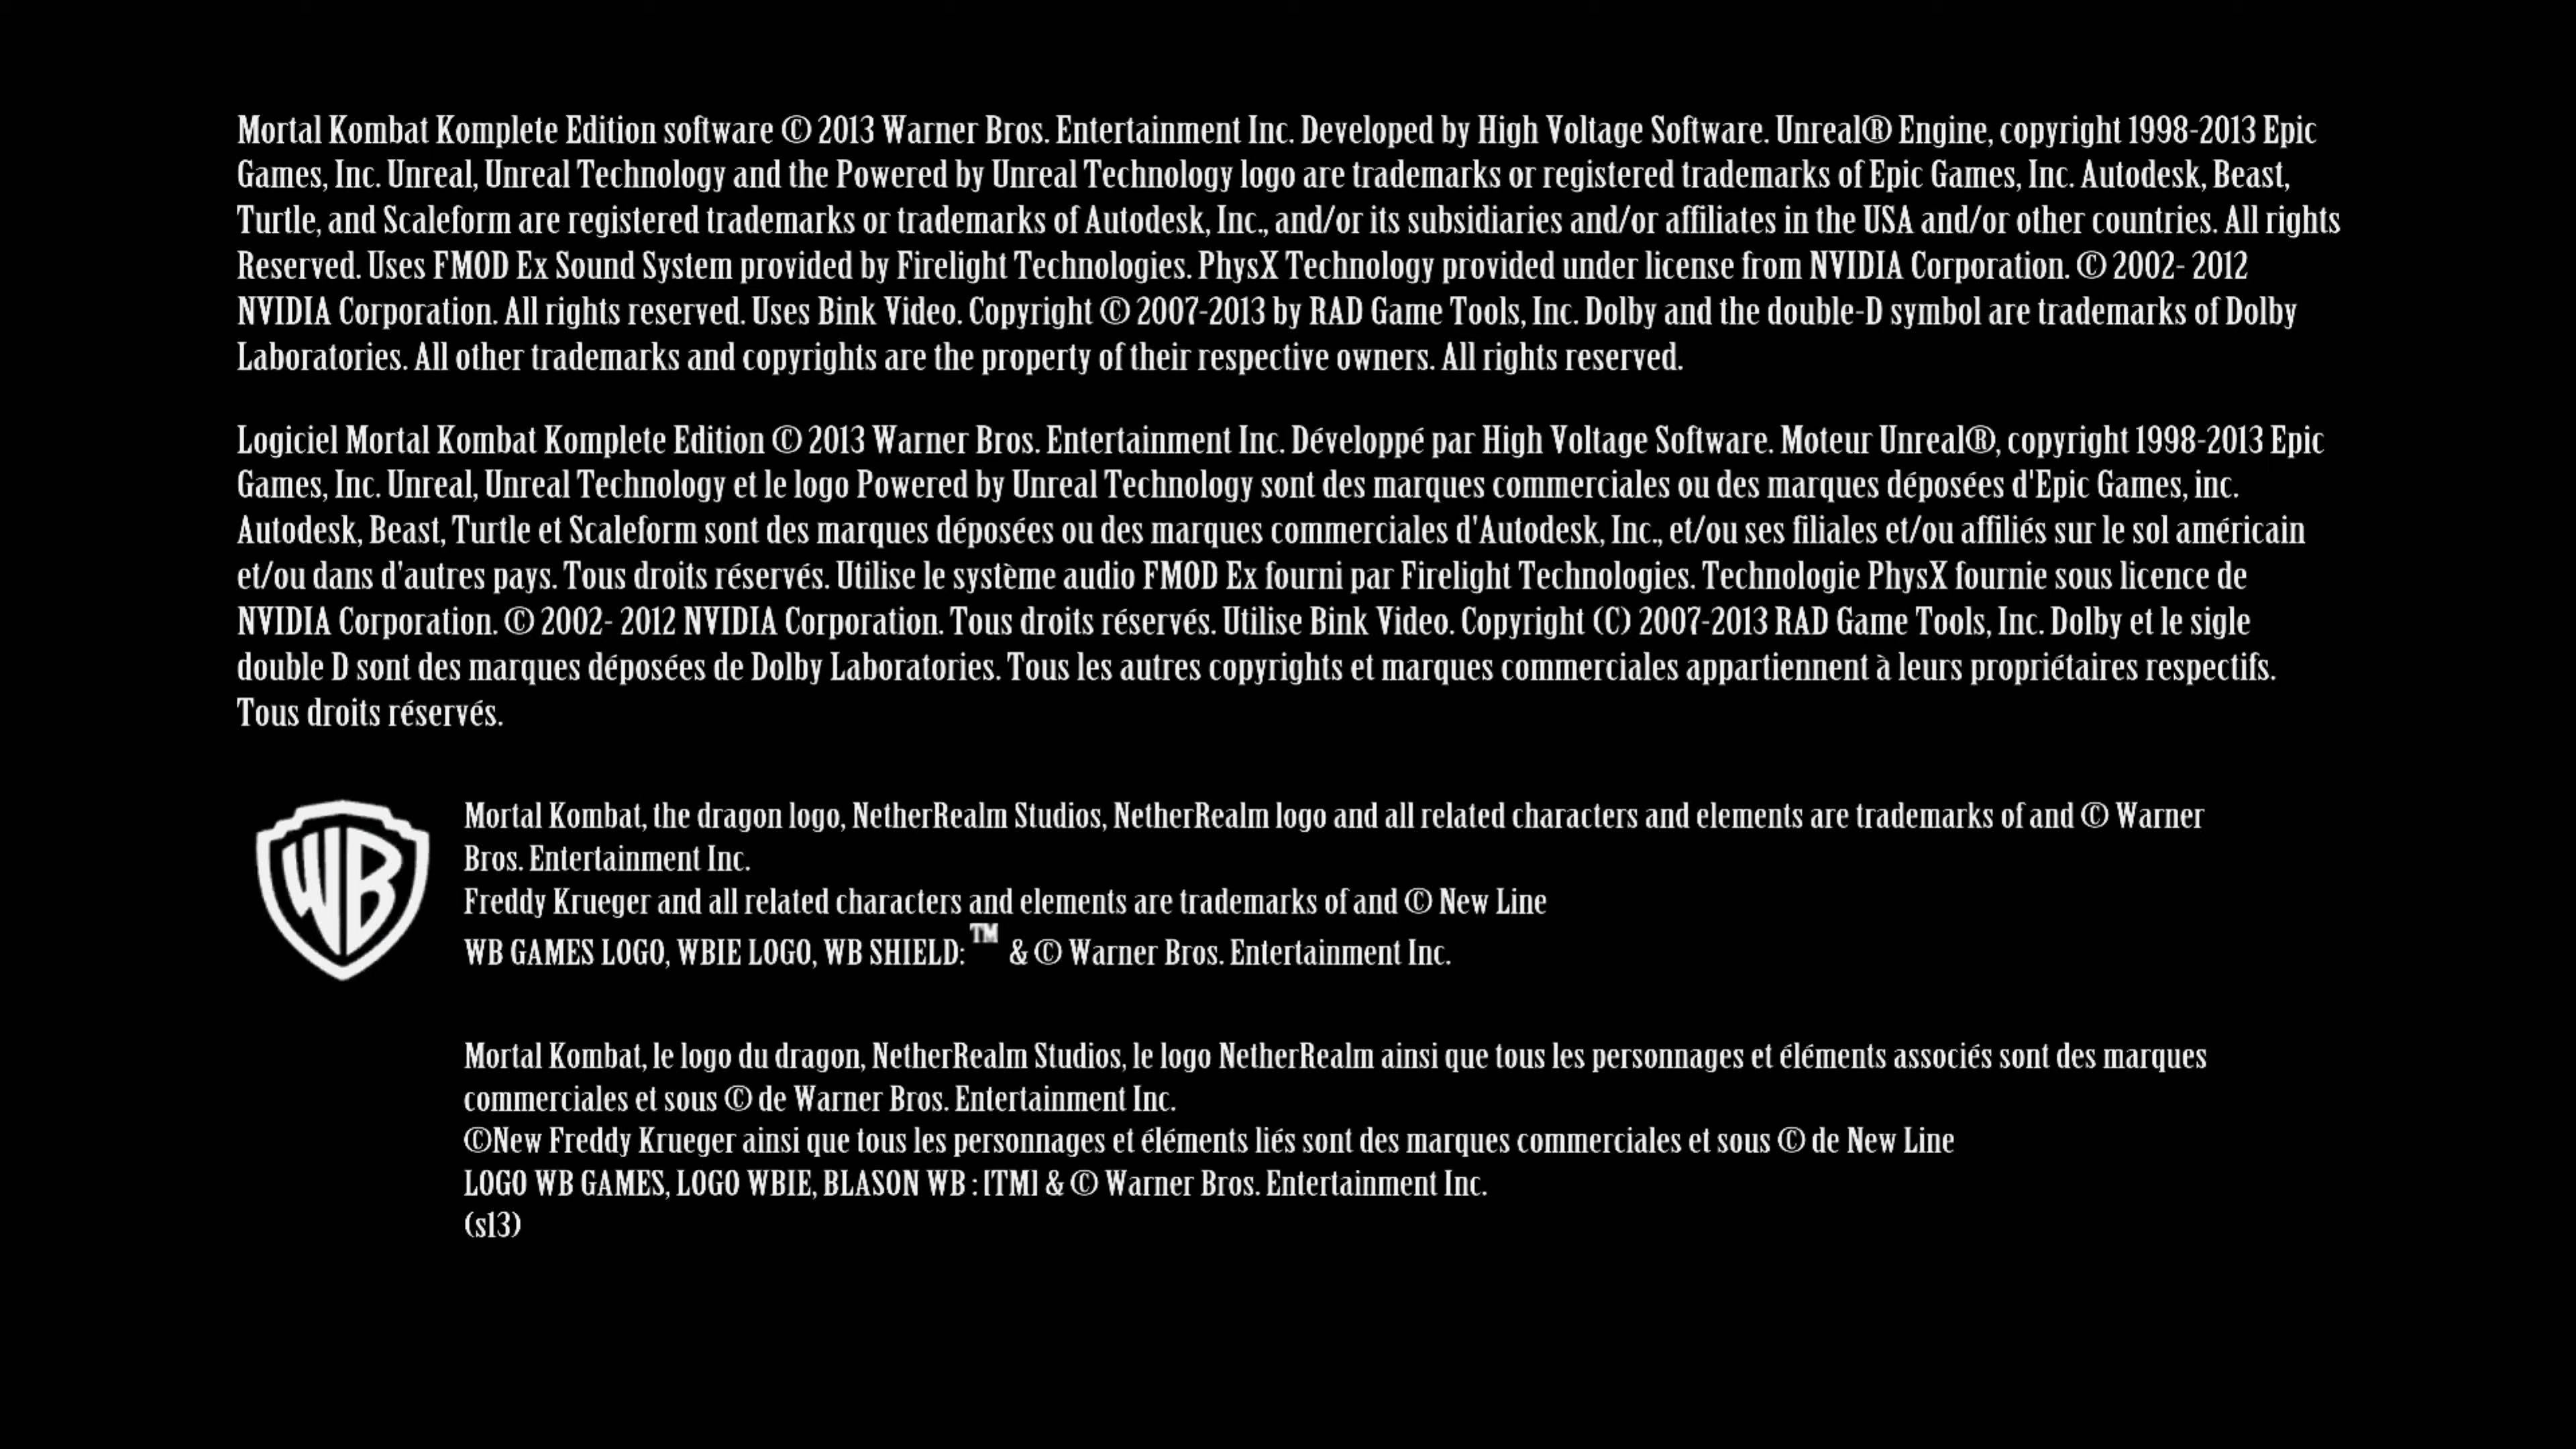 Mortal Kombat Komplete Edition software © 2013 Warner Bros. Entertainment Inc. Developed by High Voltage Software. Unreal® Engine, copyright 1998-2013 Epic
Games, Inc. Unreal, Unreal Technology and the Powered by Unreal Technology logo are trademarks or registered trademarks of Epic Games, Inc. Autodesk, Beast,
Turtle, and Scaleform are registered trademarks or trademarks of Autodesk, Inc., and/or its subsidiaries and/or affiliates in the USA and/or other countries. All rights
Reserved. Uses FMOD Ex Sound System provided by Firelight Technologies. PhysX Technology provided under license from NVIDIA Corporation. © 2002- 2012
NVIDIA Corporation. All rights reserved. Uses Bink Video. Copyright © 2007-2013 by RAD Game Tools, Inc. Dolby and the double-D symbol are trademarks of Dolby
Laboratories. All other trademarks and copyrights are the property of their respective owners. All rights reserved.
Logiciel Mortal Kombat Komplete Edition © 2013 Warner Bros. Entertainment Inc. Développé par High Voltage Software. Moteur Unreal®, copyright 1998-2013 Epic
Games, Inc. Unreal, Unreal Technology et le logo Powered by Unreal Technology sont des marques commerciales ou des marques déposées d'Epic Games, inc.
Autodesk, Beast, Turtle et Scaleform sont des marques déposées ou des marques commerciales d'Autodesk, Inc., et/ou ses filiales et/ou affiliés sur le sol américain
et/ou dans d'autres pays. Tous droits réservés. Utilise le système audio FMOD Ex fourni par Firelight Technologies. Technologie PhysX fournie sous licence de
NVIDIA Corporation. © 2002- 2012 NVIDIA Corporation. Tous droits réservés. Utilise Bink Video. Copyright (C) 2007-2013 RAD Game Tools, Inc. Dolby et le sigle
double D sont des marques déposées de Dolby Laboratories. Tous les autres copyrights et marques commerciales appartiennent à leurs propriétaires respectifs.
Tous droits réservés.
WB
Mortal Kombat, the dragon logo, NetherRealm Studios, NetherRealm logo and all related characters and elements are trademarks of and © Warner
Bros. Entertainment Inc.
Freddy Krueger and all related characters and elements are trademarks of and © New Line
WB GAMES LOGO, WBIE LOGO, WB SHIELD: ™ & © Warner Bros. Entertainment Inc.
Mortal Kombat, le logo du dragon, NetherRealm Studios, le logo NetherRealm ainsi que tous les personnages et éléments associés sont des marques
commerciales et sous © de Warner Bros. Entertainment Inc.
©New Freddy Krueger ainsi que tous les personnages et éléments liés sont des marques commerciales et sous © de New Line
LOGO WB GAMES, LOGO WBIE, BLASON WB : [TM] & © Warner Bros. Entertainment Inc.
(s13)